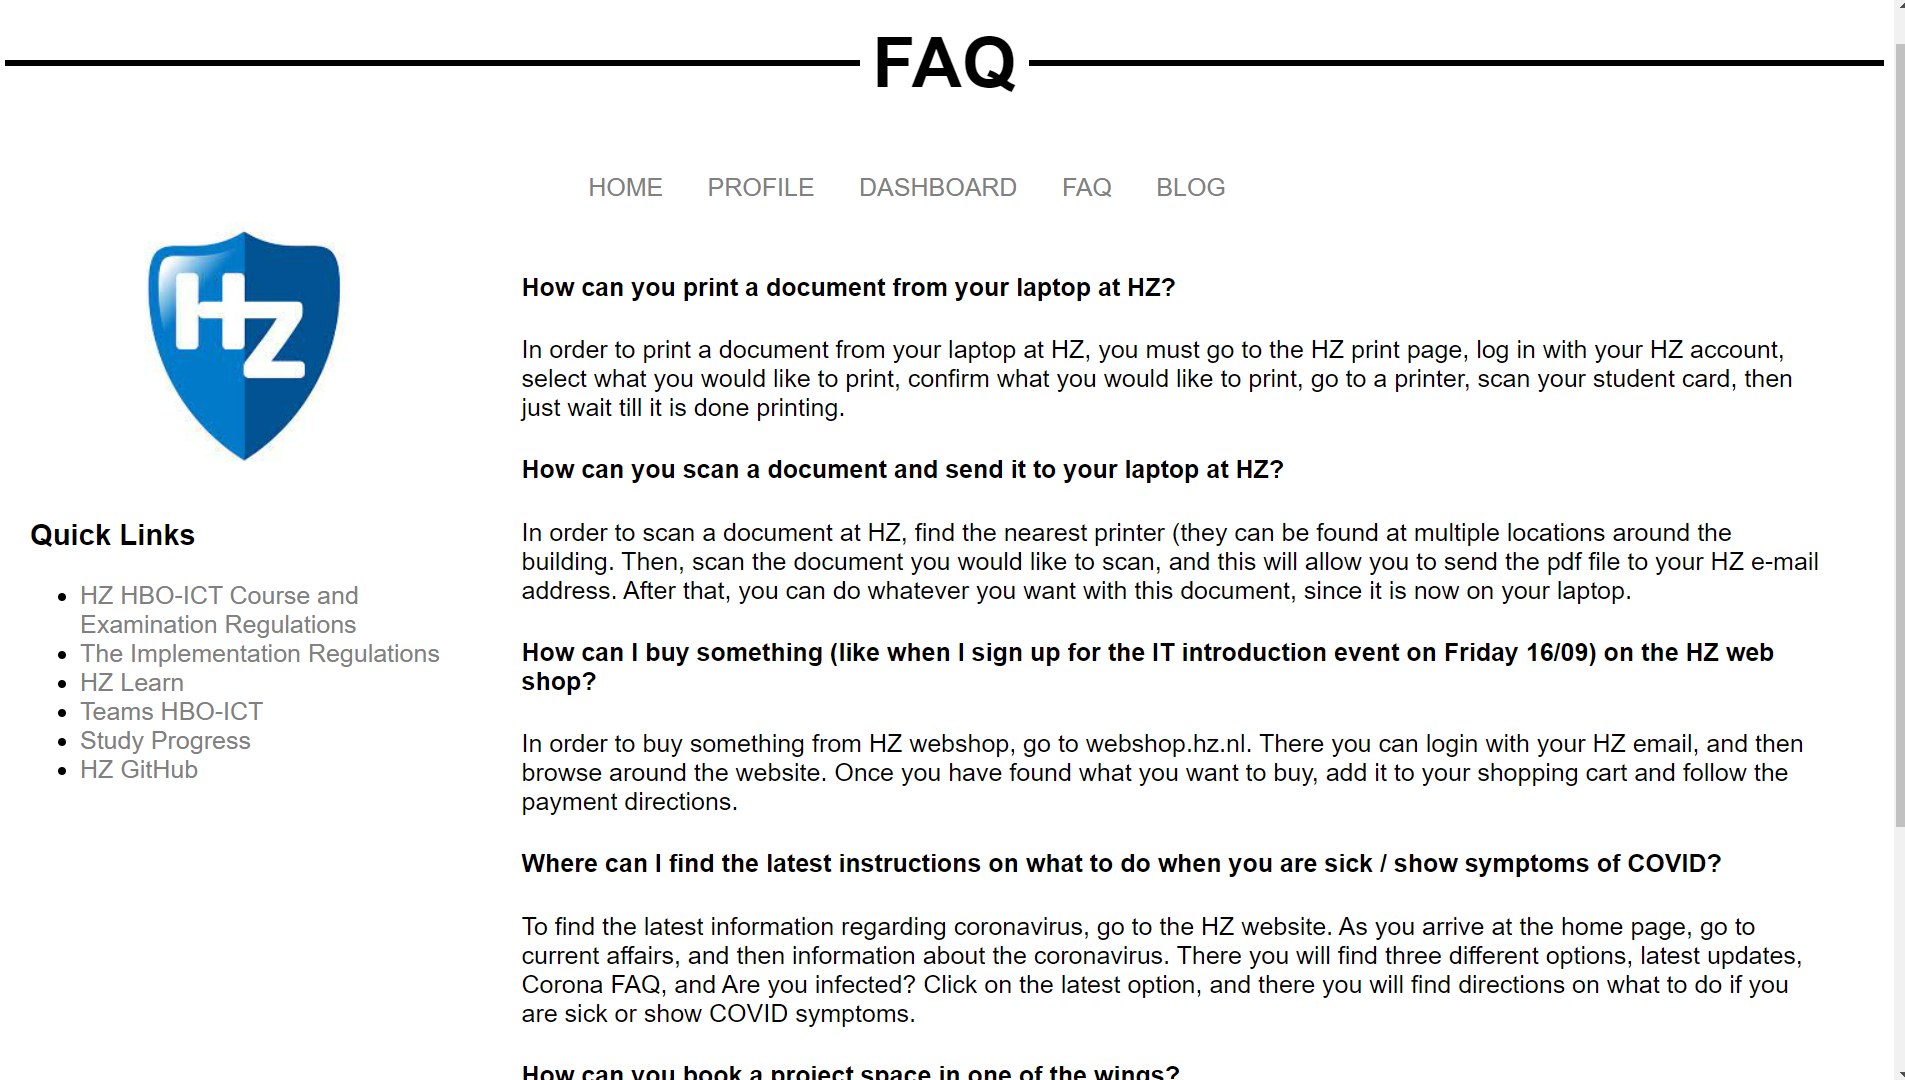 FAQ
HOME PROFILE DASHBOARD FAQ BLOG
HZ
Quick Links
HZ HBO-ICT Course and
Examination Regulations
The Implementation Regulations
HZ Learn
Teams HBO-ICT
Study Progress
HZ GitHub
How can you print a document from your laptop at HZ?
In order to print a document from your laptop at HZ, you must go to the HZ print page, log in with your HZ account,
select what you would like to print, confirm what you would like to print, go to a printer, scan your student card, then
just wait till it is done printing.
How can you scan a document and send it to your laptop at HZ?
In order to scan a document at HZ, find the nearest printer (they can be found at multiple locations around the
building. Then, scan the document you would like to scan, and this will allow you to send the pdf file to your HZ e-mail
address. After that, you can do whatever you want with this document, since it is now on your laptop.
How can I buy something (like when I sign up for the IT introduction event on Friday 16/09) on the HZ web
shop?
In order to buy something from HZ webshop, go to webshop.hz.nl. There you can login with your HZ email, and then
browse around the website. Once you have found what you want to buy, add it to your shopping cart and follow the
payment directions.
Where can I find the latest instructions on what to do when you are sick / show symptoms of COVID?
To find the latest information regarding coronavirus, go to the HZ website. As you arrive at the home page, go to
current affairs, and then information about the coronavirus. There you will find three different options, latest updates,
Corona FAQ, and Are you infected? Click on the latest option, and there you will find directions on what to do if you
are sick or show COVID symptoms.
How can you book a project space in one of the wings?